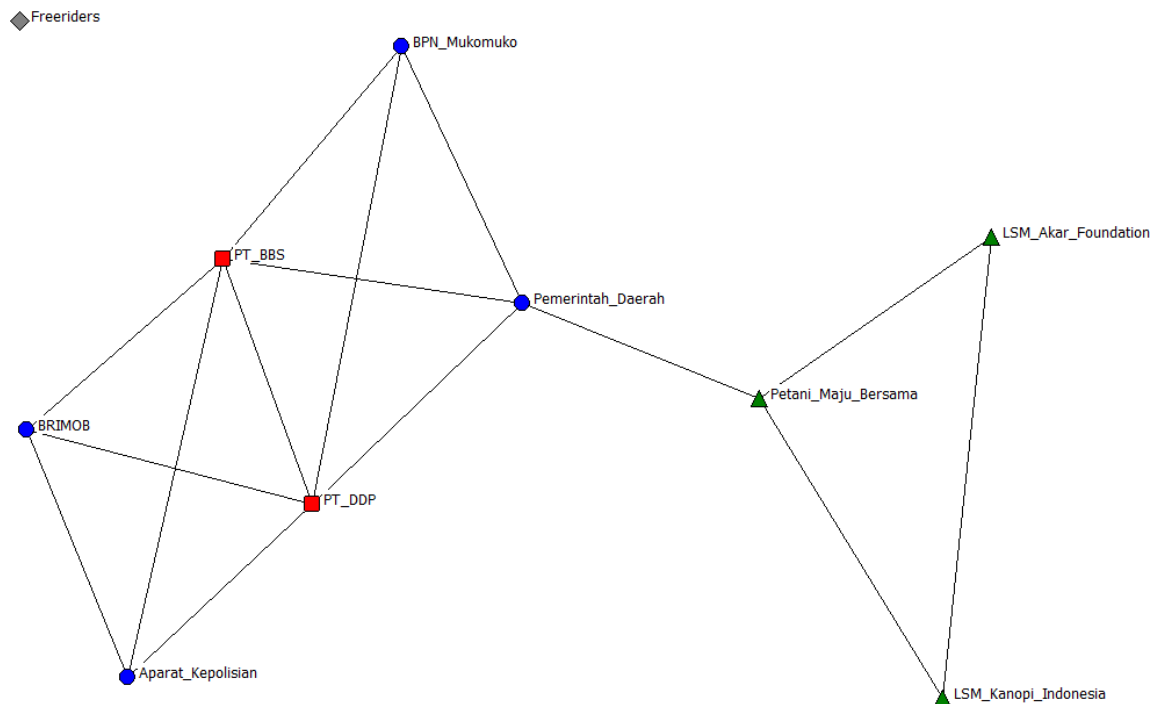 Freeriders
BPN_Mukomuko
LSM_Akar_Foundation
PT_BBS
Pemerintah_Daerah
Petani_Maju_Bersama
BRIMOB
PT_DDP
Aparat_Kepolisian
LSM_Kanopi_Indonesia